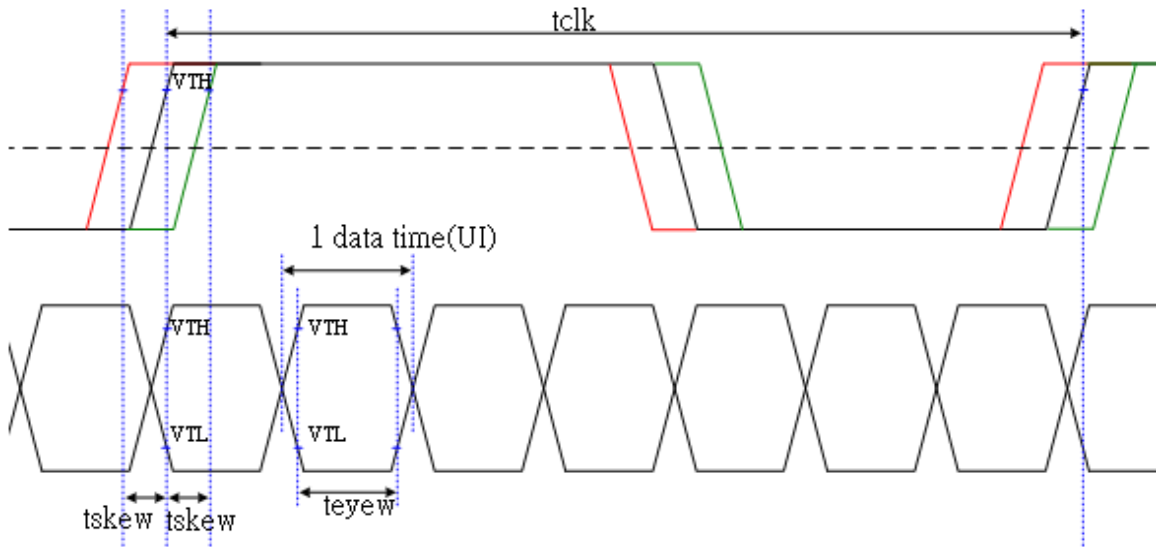 tclk
VTH
1 data time(UI)
VTH
VTH
VTL
VTL
tskew
tskew
teyew